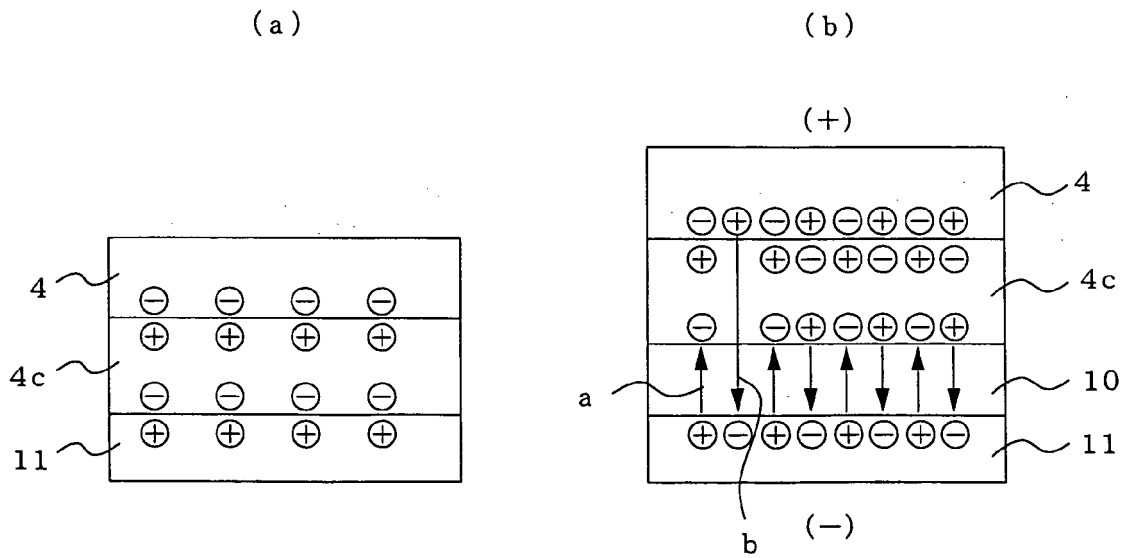 (a)
(b)
(+)
4
4
− + − + − + − +
+ + − + − + −
4c
− − − −
+ + + +
− − + − + − +
4c
− − − −
a
10
+ + + +
+ − + − + − + −
11
11
b
(−)